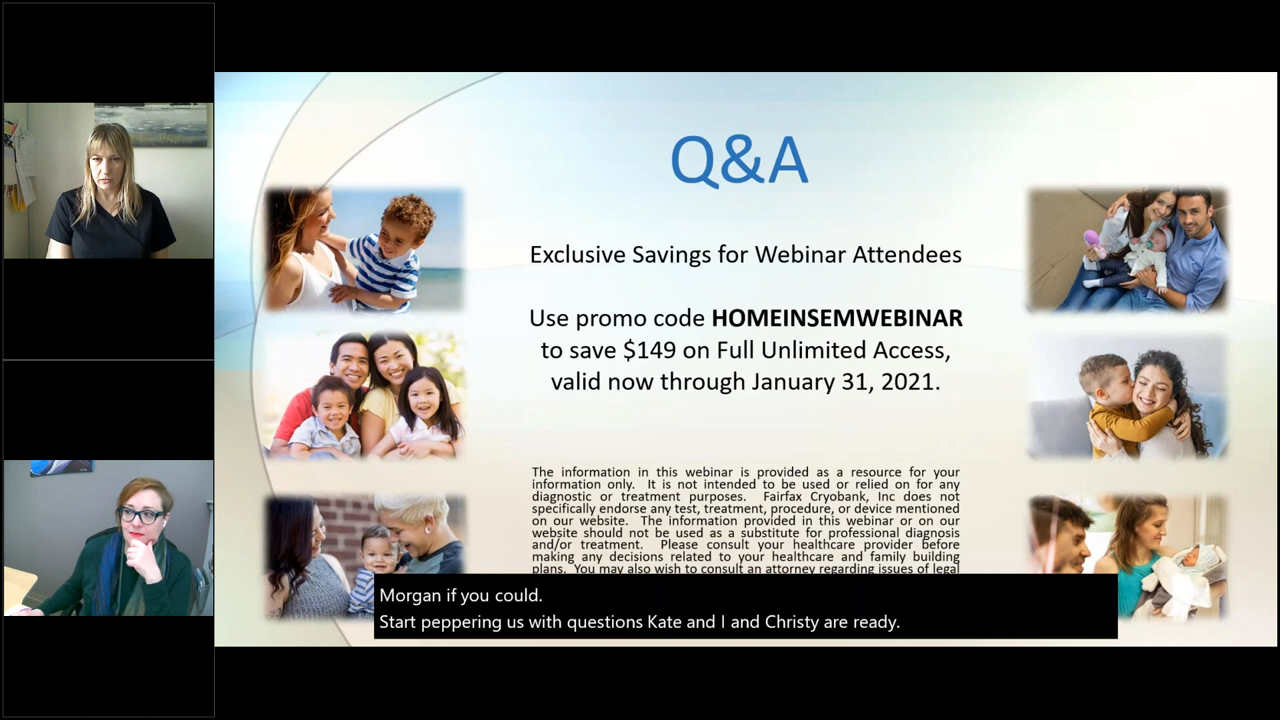 Q&A
Exclusive Savings for Webinar Attendees
Use promo code HOMEINSEMWEBINAR
to save $149 on Full Unlimited Access,
valid now through January 31, 2021.
The information in this webinar is provided as a resource for your
information only. It is not intended to be used or relied on for any
diagnostic or treatment purposes. Fairfax Cryobank, Inc does not
specifically endorse any test, treatment, procedure, or device mentioned
on our website. The information provided in this webinar or on our
website should not be used as a substitute for professional diagnosis
and/or treatment. Please consult your healthcare provider before
making any decisions related to your healthcare and family building
plans. You may also wish to consult an attorney regarding issues of legal
Morgan if you could.
Start peppering us with questions Kate and I and Christy are ready.